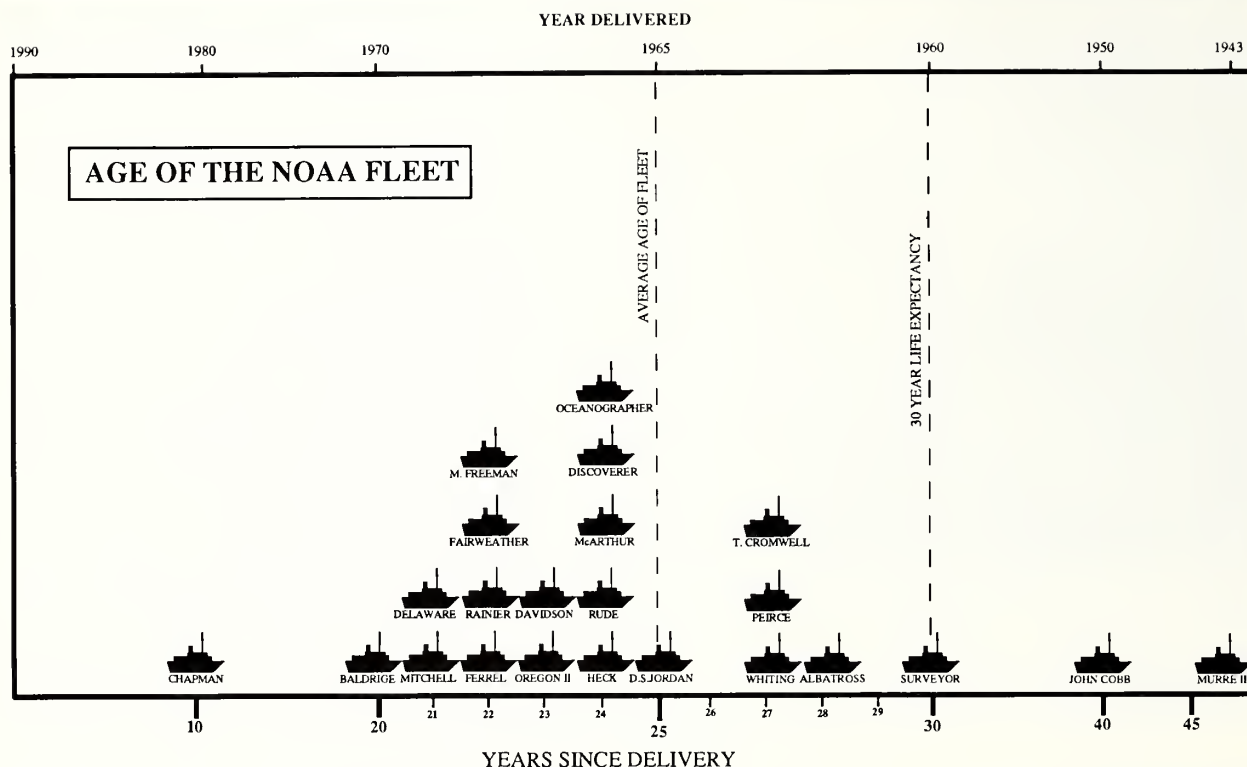 YEAR DELIVERED
1990 1980 1970 1965 1960 1950 1943
AGE OF THE NOAA FLEET
AVERAGE AGE OF FLEET
30 YEAR LIFE EXPECTANCY
OCEANOGRAPHER
M. FREEMAN DISCOVERER
FAIRWEATHER McARTHUR T. CROMWELL
DELAWARE RAINIER DAVIDSON RUDE PEIRCE
CHAPMAN BALDRIGE MITCHELL FERREL OREGON II HECK D.S.JORDAN WHITING ALBATROSS SURVEYOR JOHN COBB MURRE II
10 20 21 22 23 24 25 26 27 28 29 30 40 45
YEARS SINCE DELIVERY